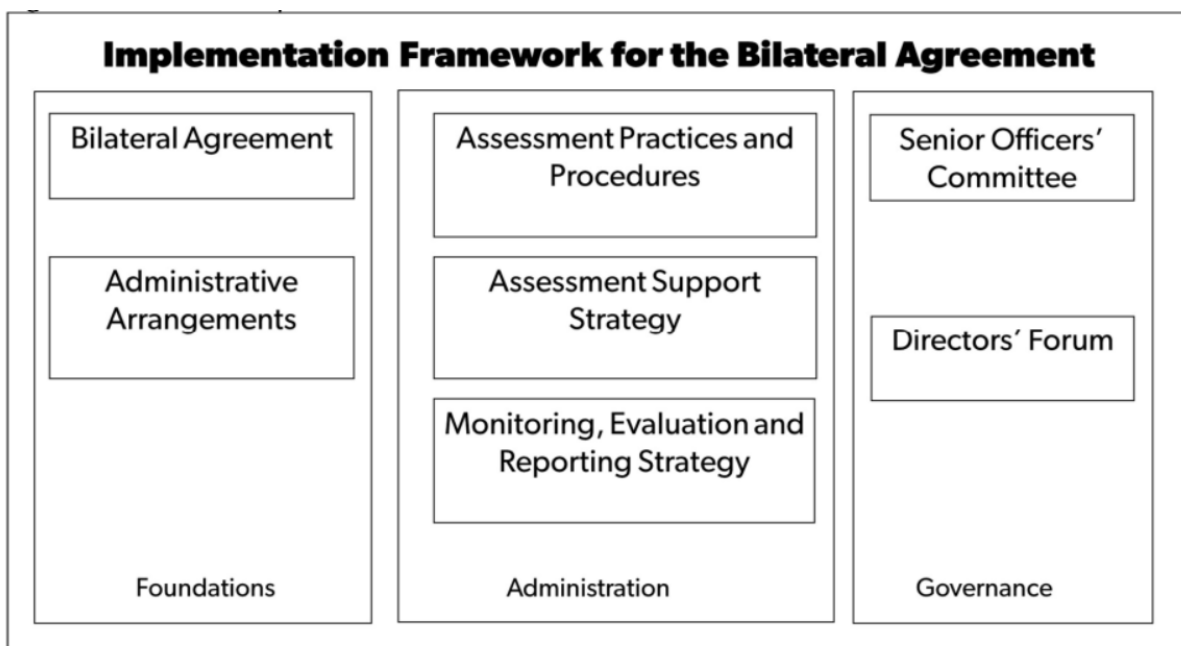 Implementation Framework for the Bilateral Agreement
Bilateral Agreement
Administrative
Arrangements
Foundations
Assessment Practices and
Procedures
Assessment Support
Strategy
Monitoring, Evaluation and
Reporting Strategy
Administration
Senior Officers’
Committee
Directors’ Forum
Governance